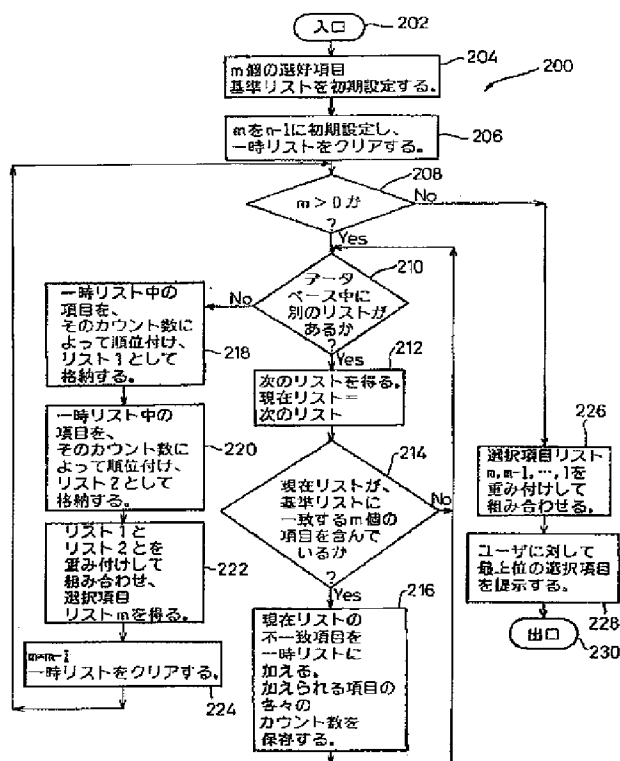 入口
202
204
m個の選好項目
基準リストを初期設定する。
200
mをn-1に初期設定し、
一時リストをクリアする。
206
208
m>0か
?
No
Yes
210
データ
ベース中に
別のリストが
あるか
?
No
Yes
一時リスト中の
項目を、
そのカウント数に
よって順位付け、
リスト1として
格納する。
218
212
次のリストを得る。
現在リスト=
次のリスト
一時リスト中の
項目を、
そのカウント数に
よって順位付け、
リスト2として
格納する。
220
214
現在リストが、
基準リストに
一致するm個の
項目を含んで
いるか
?
No
Yes
226
選択項目リスト
m,m-1,…,1を
重み付けして
組み合わせる。
リスト1と
リスト2とを
重み付けして
組み合わせ、
選択項目
リストmを得る。
222
216
現在リストの
不一致項目を
一時リストに
加える。
加えられる項目の
各々の
カウント数を
保存する。
ユーザに対して
最上位の選択項目
を提示する。
228
m=m-1
一時リストをクリアする。
224
出口
230